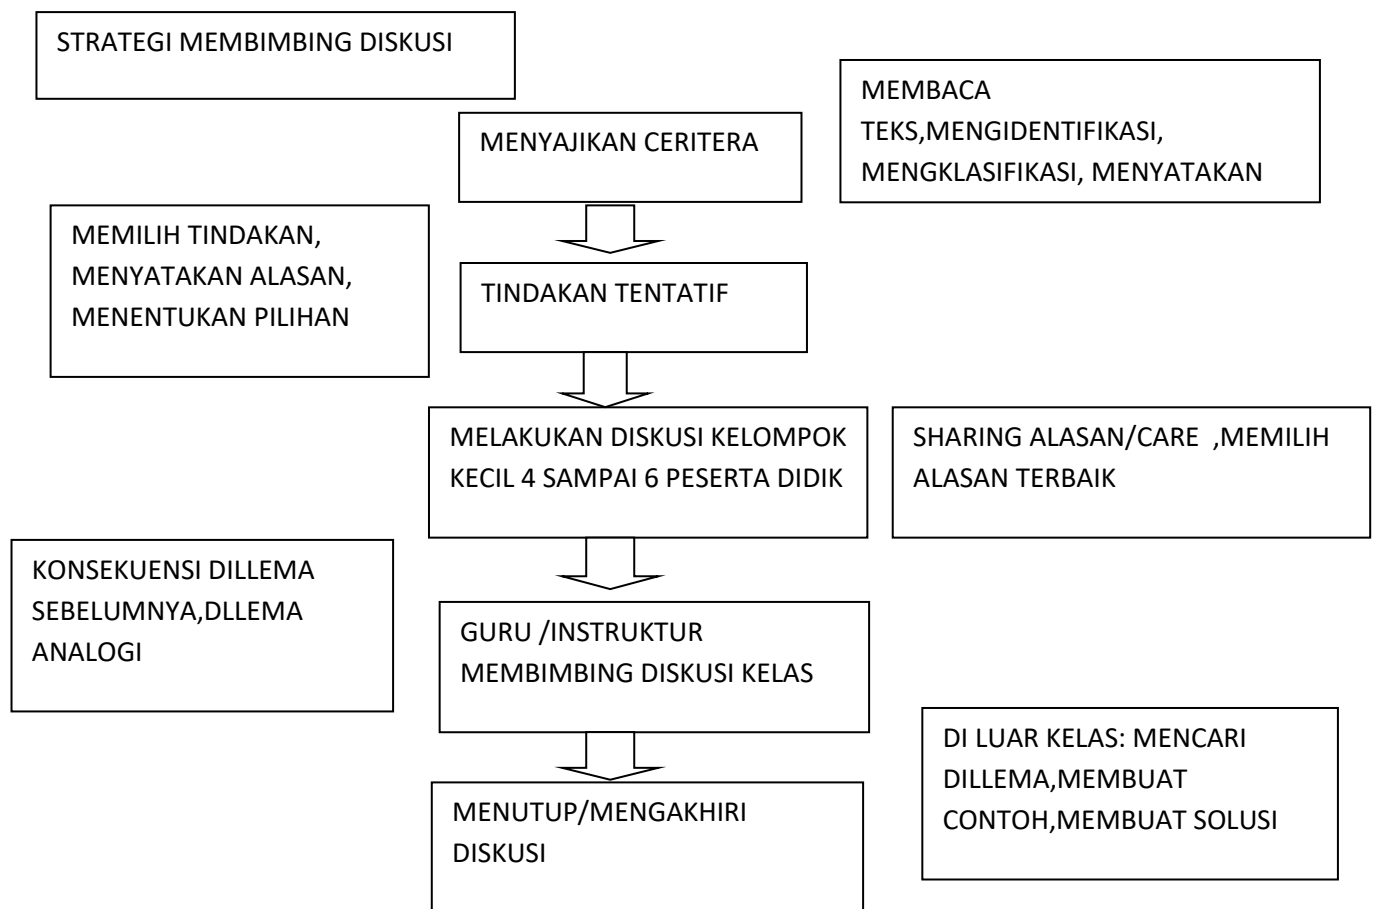 STRATEGI MEMBIMBING DISKUSI
MENYAJIKAN CERITERA
MEMBACA
TEKS,MENGIDENTIFIKASI,
MENGKLASIFIKASI, MENYATAKAN
MEMILIH TINDAKAN,
MENYATAKAN ALASAN,
MENENTUKAN PILIHAN
TINDAKAN TENTATIF
MELAKUKAN DISKUSI KELOMPOK
KECIL 4 SAMPAI 6 PESERTA DIDIK
SHARING ALASAN/CARE ,MEMILIH
ALASAN TERBAIK
KONSEKUENSI DILLEMA
SEBELUMNYA,DLLEMA
ANALOGI
GURU /INSTRUKTUR
MEMBIMBING DISKUSI KELAS
DI LUAR KELAS: MENCARI
DILLEMA,MEMBUAT
CONTOH,MEMBUAT SOLUSI
MENUTUP/MENGAKHIRI
DISKUSI